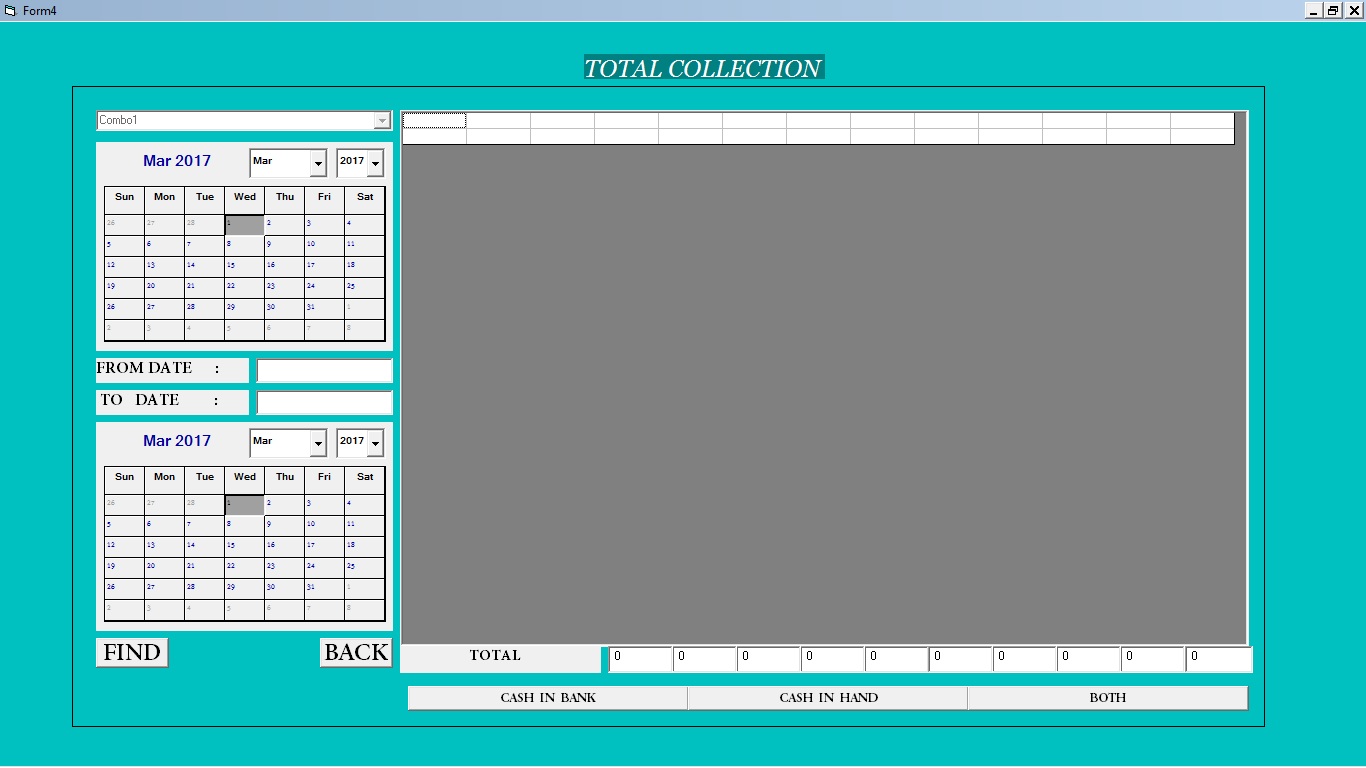 Form4
TOTAL COLLECTION
Combo1
Mar 2017 Mar 2017
Sun Mon Tue Wed Thu Fri Sat
26 27 28 1 2 3 4
5 6 7 8 9 10 11
12 13 14 15 16 17 18
19 20 21 22 23 24 25
26 27 28 29 30 31 1
2 3 4 5 6 7 8
FROM DATE :
TO DATE :
Mar 2017 Mar 2017
Sun Mon Tue Wed Thu Fri Sat
26 27 28 1 2 3 4
5 6 7 8 9 10 11
12 13 14 15 16 17 18
19 20 21 22 23 24 25
26 27 28 29 30 31 1
2 3 4 5 6 7 8
FIND BACK
TOTAL 0 0 0 0 0 0 0 0 0 0
CASH IN BANK CASH IN HAND BOTH